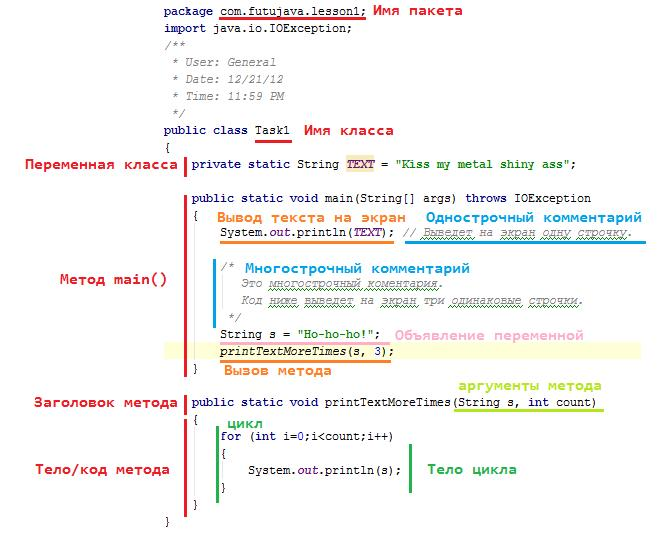 package com.futujava.lesson1; Имя пакета
import java.io.IOException;
/**
* User: General
* Date: 12/21/12
* Time: 11:59 PM
*/
public class Task1 Имя класса
{
Переменная класса private static String TEXT = "Kiss my metal shiny ass";
public static void main(String[] args) throws IOException
{ Вывод текста на экран Однострочный комментарий
System.out.println(TEXT); // Выведет на экран одну строчку.
/* Многострочный комментарий
Метод main() Это многострочный коментария.
Код ниже выведет на экран три одинаковые строчки.
*/
String s = "Ho-ho-ho!"; Объявление переменной
printTextMoreTimes(s, 3);
} Вызов метода
аргументы метода
Заголовок метода public static void printTextMoreTimes(String s, int count)
{ цикл
for (int i=0;i<count;i++)
{
Тело/код метода System.out.println(s); Тело цикла
}
}
}